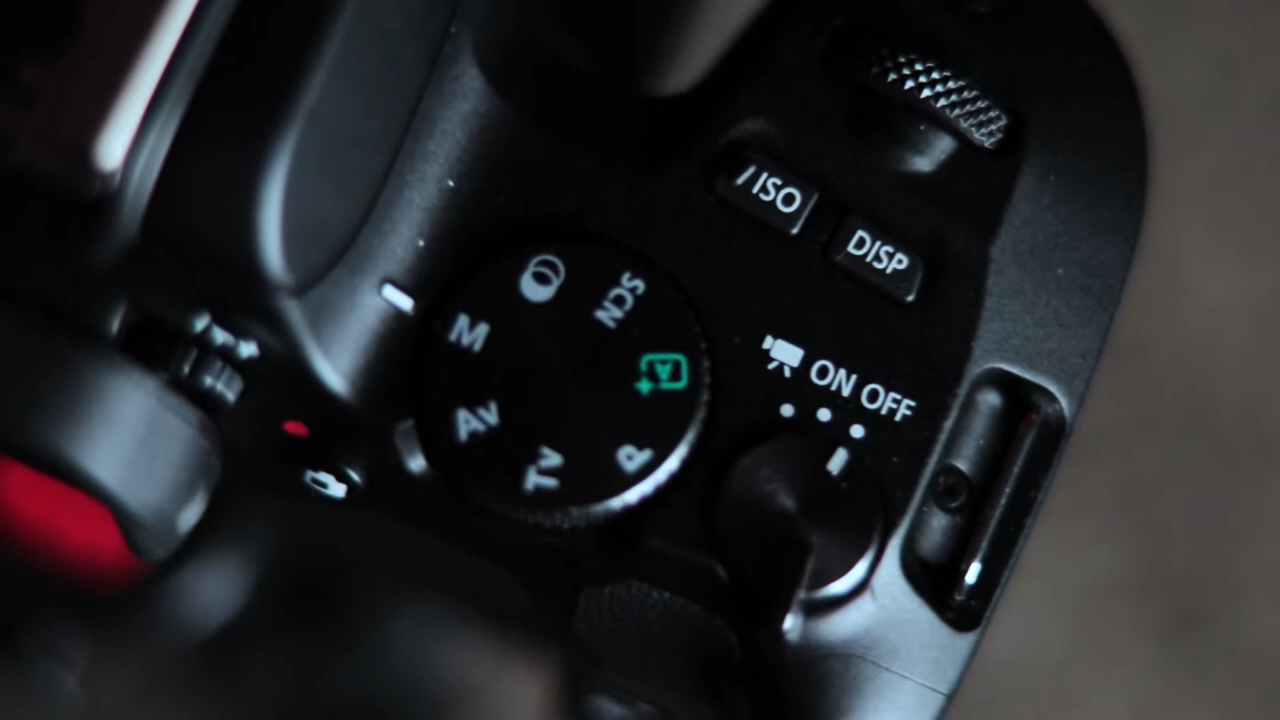 / ISO
DISP
ON OFF
SCN
M
A+
Av
Tv
P